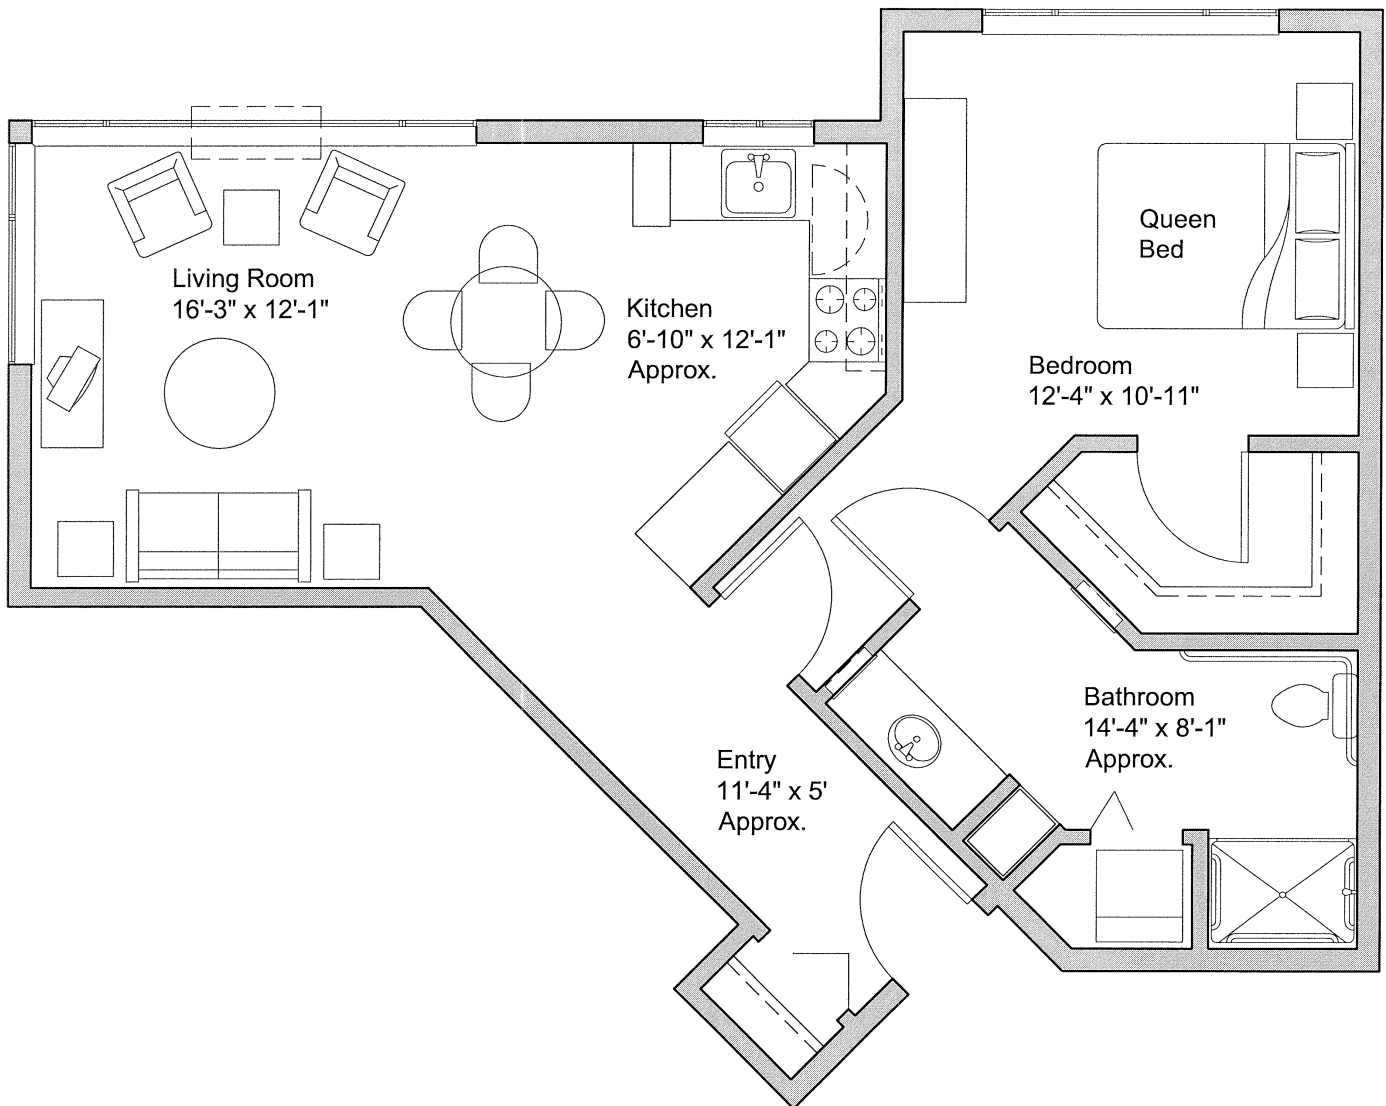 Queen
Bed
Living Room
16'-3" x 12'-1"
Kitchen
6'-10" x 12'-1"
Approx.
Bedroom
12'-4" x 10'-11"
Bathroom
14'-4" x 8'-1"
Approx.
Entry
11'-4" x 5'
Approx.